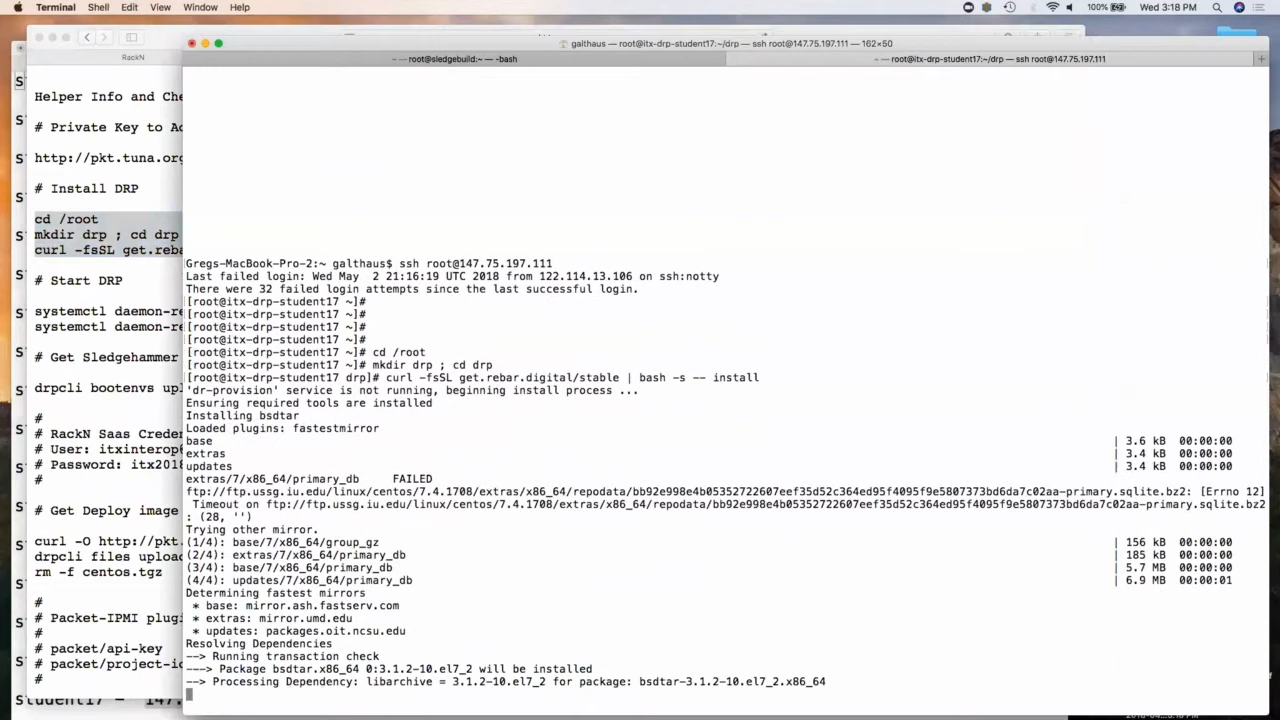 Terminal Shell Edit View Window Help
100% Wed 3:18 PM
galthaus — root@itx-drp-student17:~/drp — ssh root@147.75.197.111 — 162×50
RackN
~ — root@sledgebuild:~ — -bash
~ — root@itx-drp-student17:~/drp — ssh root@147.75.197.111
Helper Info and Che
# Private Key to Ac
http://pkt.tuna.org
# Install DRP
cd /root
mkdir drp ; cd drp
curl -fsSL get.reba
# Start DRP
systemctl daemon-re
systemctl daemon-re
# Get Sledgehammer
drpcli bootenvs upl
#
# RackN Saas Creden
# User: itxinterop0
# Password: itx2018
#
# Get Deploy image
curl -O http://pkt.
drpcli files upload
rm -f centos.tgz
#
# Packet-IPMI plugi
#
# packet/api-key
# packet/project-id
#
student17 = 147.
Gregs-MacBook-Pro-2:~ galthaus$ ssh root@147.75.197.111
Last failed login: Wed May  2 21:16:19 UTC 2018 from 122.114.13.106 on ssh:notty
There were 32 failed login attempts since the last successful login.
[root@itx-drp-student17 ~]#
[root@itx-drp-student17 ~]#
[root@itx-drp-student17 ~]#
[root@itx-drp-student17 ~]#
[root@itx-drp-student17 ~]# cd /root
[root@itx-drp-student17 ~]# mkdir drp ; cd drp
[root@itx-drp-student17 drp]# curl -fsSL get.rebar.digital/stable | bash -s -- install
'dr-provision' service is not running, beginning install process ...
Ensuring required tools are installed
Installing bsdtar
Loaded plugins: fastestmirror
base | 3.6 kB 00:00:00
extras | 3.4 kB 00:00:00
updates | 3.4 kB 00:00:00
extras/7/x86_64/primary_db FAILED
ftp://ftp.ussg.iu.edu/linux/centos/7.4.1708/extras/x86_64/repodata/bb92e998e4b05352722607eef35d52c364ed95f4095f9e5807373bd6da7c02aa-primary.sqlite.bz2: [Errno 12]
Timeout on ftp://ftp.ussg.iu.edu/linux/centos/7.4.1708/extras/x86_64/repodata/bb92e998e4b05352722607eef35d52c364ed95f4095f9e5807373bd6da7c02aa-primary.sqlite.bz2
: (28, '')
Trying other mirror.
(1/4): base/7/x86_64/group_gz | 156 kB 00:00:00
(2/4): extras/7/x86_64/primary_db | 185 kB 00:00:00
(3/4): base/7/x86_64/primary_db | 5.7 MB 00:00:00
(4/4): updates/7/x86_64/primary_db | 6.9 MB 00:00:01
Determining fastest mirrors
* base: mirror.ash.fastserv.com
* extras: mirror.umd.edu
* updates: packages.oit.ncsu.edu
Resolving Dependencies
--> Running transaction check
---> Package bsdtar.x86_64 0:3.1.2-10.el7_2 will be installed
--> Processing Dependency: libarchive = 3.1.2-10.el7_2 for package: bsdtar-3.1.2-10.el7_2.x86_64